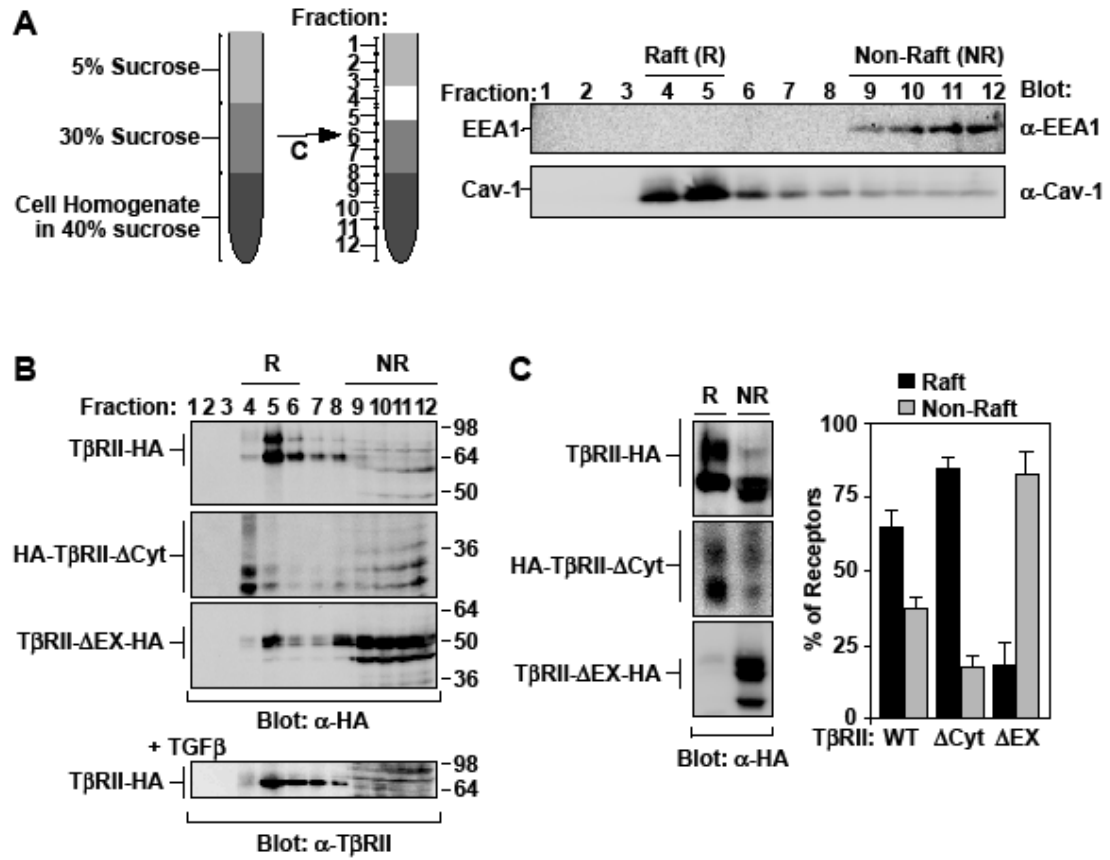 A
Fraction:
5% Sucrose
30% Sucrose
Cell Homogenate
in 40% sucrose
C
1
2
3
4
5
6
7
8
9
10
11
12
Raft (R) Non-Raft (NR)
Fraction: 1 2 3 4 5 6 7 8 9 10 11 12 Blot:
EEA1 α-EEA1
Cav-1 α-Cav-1
B
R NR
Fraction: 1 2 3 4 5 6 7 8 9 10 11 12
TβRII-HA
98
64
50
HA-TβRII-ΔCyt
36
TβRII-ΔEX-HA
64
50
36
Blot: α-HA
+ TGFβ
TβRII-HA
98
64
Blot: α-TβRII
C
R NR
TβRII-HA
HA-TβRII-ΔCyt
TβRII-ΔEX-HA
Blot: α-HA
Raft
Non-Raft
% of Receptors
100
75
50
25
0
TβRII: WT ΔCyt ΔEX